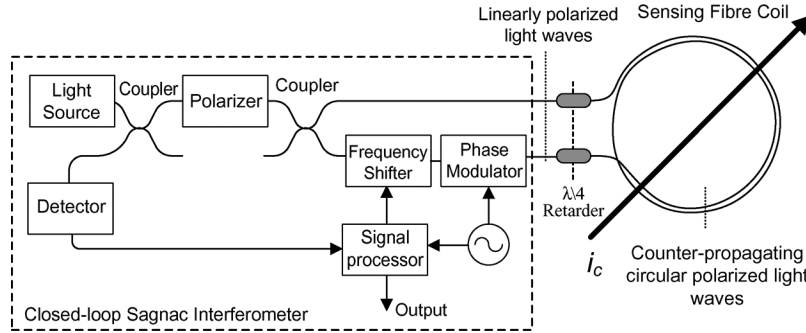 Linearly polarized
light waves
Sensing Fibre Coil
Light
Source
Coupler
Polarizer
Coupler
Frequency
Shifter
Phase
Modulator
λ\4
Retarder
Detector
Signal
processor
Output
Closed-loop Sagnac Interferometer
i_c
Counter-propagating
circular polarized light
waves